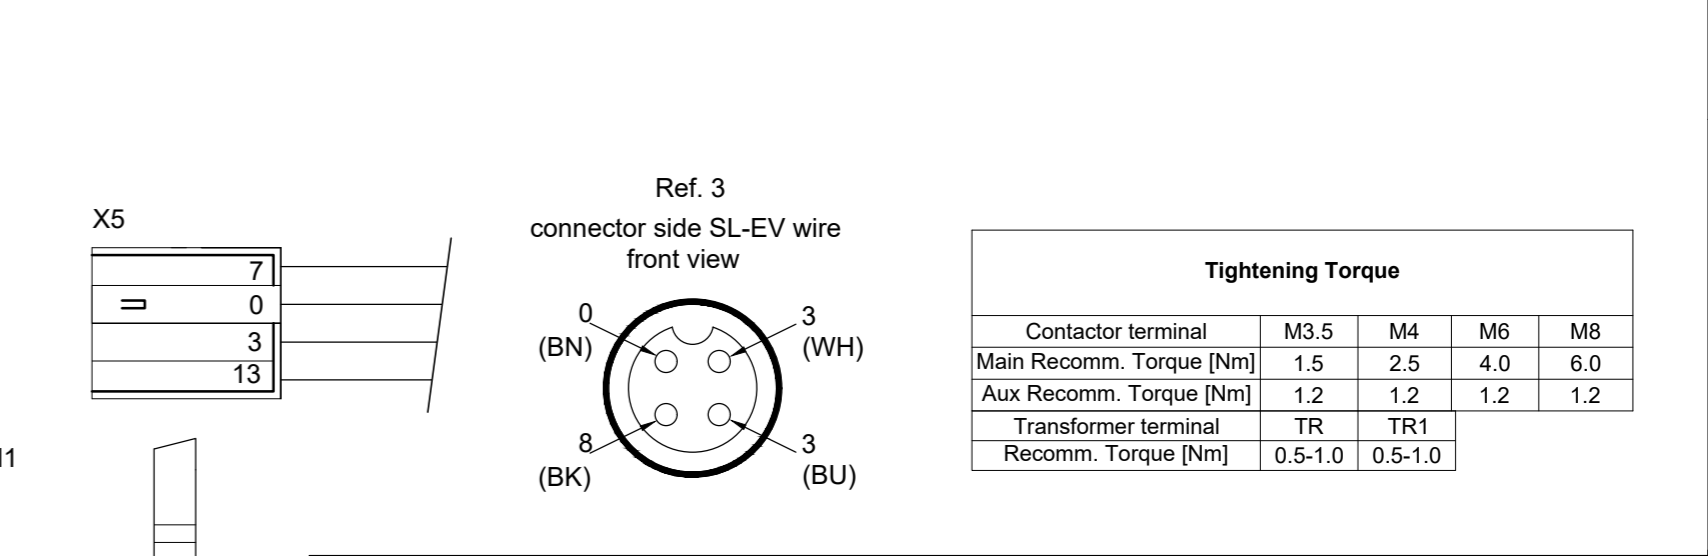 X5
7
0
3
13
Ref. 3
connector side SL-EV wire
front view
0
(BN)
3
(WH)
8
(BK)
3
(BU)
Tightening Torque
Contactor terminal M3.5 M4 M6 M8
Main Recomm. Torque [Nm] 1.5 2.5 4.0 6.0
Aux Recomm. Torque [Nm] 1.2 1.2 1.2 1.2
Transformer terminal TR TR1
Recomm. Torque [Nm] 0.5-1.0 0.5-1.0